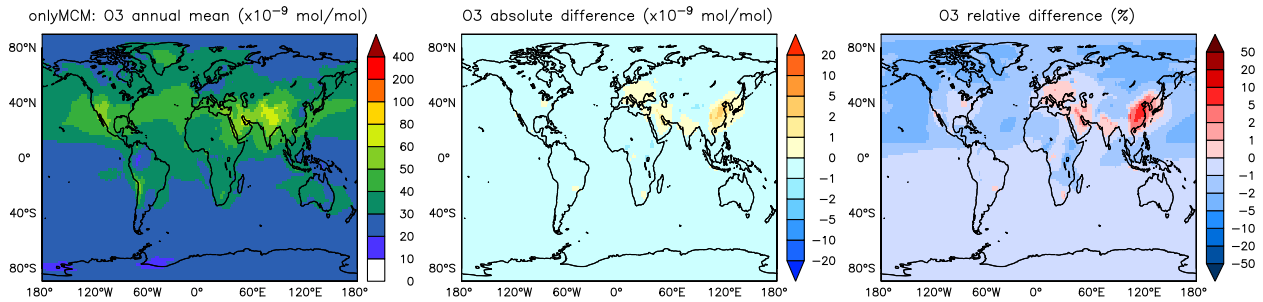 onlyMCM: O3 annual mean (x10⁻⁹ mol/mol)
80°N
40°N
0°
40°S
80°S
180°
120°W
60°W
0°
60°E
120°E
180°
400
200
100
80
60
50
40
30
20
10
0
O3 absolute difference (x10⁻⁹ mol/mol)
80°N
40°N
0°
40°S
80°S
180°
120°W
60°W
0°
60°E
120°E
180°
20
10
5
2
1
0
−1
−2
−5
−10
−20
O3 relative difference (%)
80°N
40°N
0°
40°S
80°S
180°
120°W
60°W
0°
60°E
120°E
180°
50
20
10
5
2
1
0
−1
−2
−5
−10
−20
−50